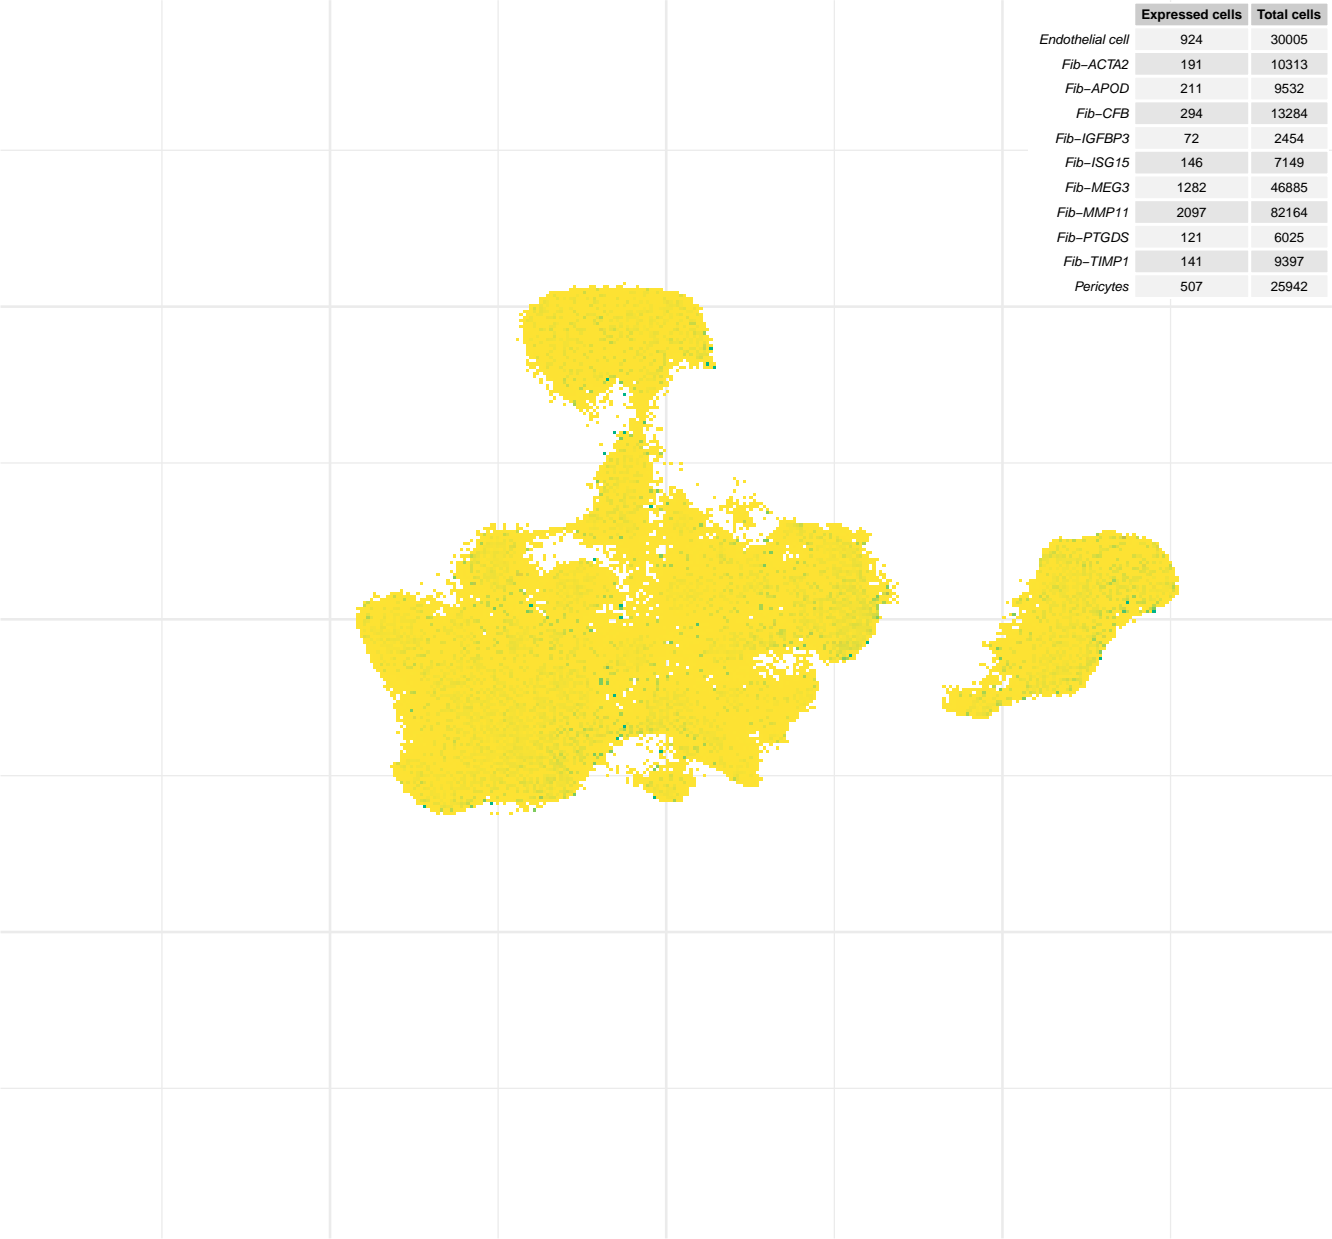 Expressed cells Total cells
Endothelial cell 924 30005
Fib−ACTA2 191 10313
Fib−APOD 211 9532
Fib−CFB 294 13284
Fib−IGFBP3 72 2454
Fib−ISG15 146 7149
Fib−MEG3 1282 46885
Fib−MMP11 2097 82164
Fib−PTGDS 121 6025
Fib−TIMP1 141 9397
Pericytes 507 25942